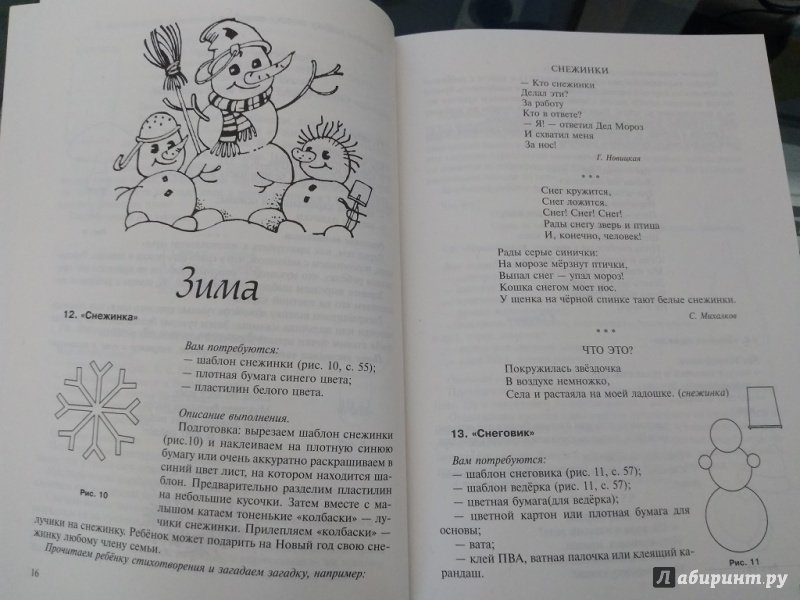 Зима
12. «Снежинка»
Вам потребуются:
— шаблон снежинки (рис. 10, с. 55);
— плотная бумага синего цвета;
— пластилин белого цвета.
Описание выполнения.
Подготовка: вырезаем шаблон снежинки
(рис.10) и наклеиваем на плотную синюю
бумагу или очень аккуратно раскрашиваем в
синий цвет лист, на котором находится ша-
блон. Предварительно разделим пластилин
на небольшие кусочки. Затем вместе с ма-
лышом катаем тоненькие «колбаски» — лу-
чики снежинки. Прилепляем «колбаски» —
лучики на снежинку. Ребёнок может подарить на Новый год свою сне-
жинку любому члену семьи.
Прочитаем ребёнку стихотворения и загадаем загадку, например:
Рис. 10
16
СНЕЖИНКИ
— Кто снежинки
Делал эти?
За работу
Кто в ответе?
— Я! — ответил Дед Мороз
И схватил меня
За нос!
Г. Новицкая
* * *
Снег кружится,
Снег ложится.
Снег! Снег! Снег!
Рады снегу зверь и птица
И, конечно, человек!
Рады серые синички:
На морозе мёрзнут птички,
Выпал снег — упал мороз!
Кошка снегом моет нос.
У щенка на чёрной спинке тают белые снежинки.
С. Михалков
* * *
ЧТО ЭТО?
Покружилась звёздочка
В воздухе немножко,
Села и растаяла на моей ладошке. (снежинка)
13. «Снеговик»
Вам потребуются:
— шаблон снеговика (рис. 11, с. 57);
— шаблон ведёрка (рис. 11, с. 57);
— цветная бумага(для ведёрка);
— цветной картон или плотная бумага для
основы;
— вата;
— клей ПВА, ватная палочка или клеящий ка-
рандаш.
Рис. 11
Лабиринт.ру